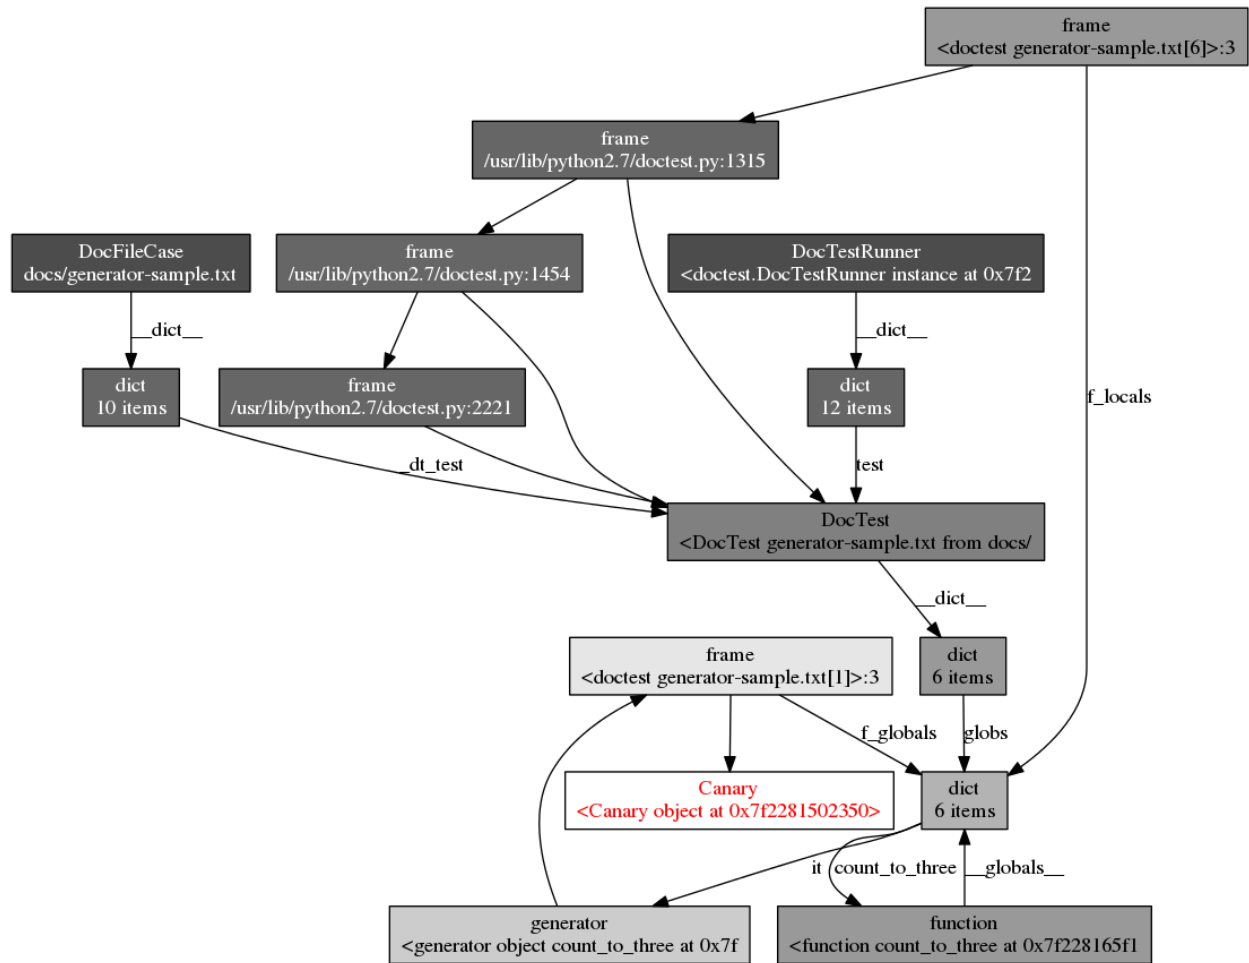 frame
<doctest generator-sample.txt[6]>:3
frame
/usr/lib/python2.7/doctest.py:1315
DocFileCase
docs/generator-sample.txt
frame
/usr/lib/python2.7/doctest.py:1454
DocTestRunner
<doctest.DocTestRunner instance at 0x7f2
__dict__
__dict__
dict
10 items
frame
/usr/lib/python2.7/doctest.py:2221
dict
12 items
f_locals
_dt_test
test
DocTest
<DocTest generator-sample.txt from docs/
__dict__
frame
<doctest generator-sample.txt[1]>:3
dict
6 items
f_globals
globs
Canary
<Canary object at 0x7f2281502350>
dict
6 items
it
count_to_three
__globals__
generator
<generator object count_to_three at 0x7f
function
<function count_to_three at 0x7f228165f1